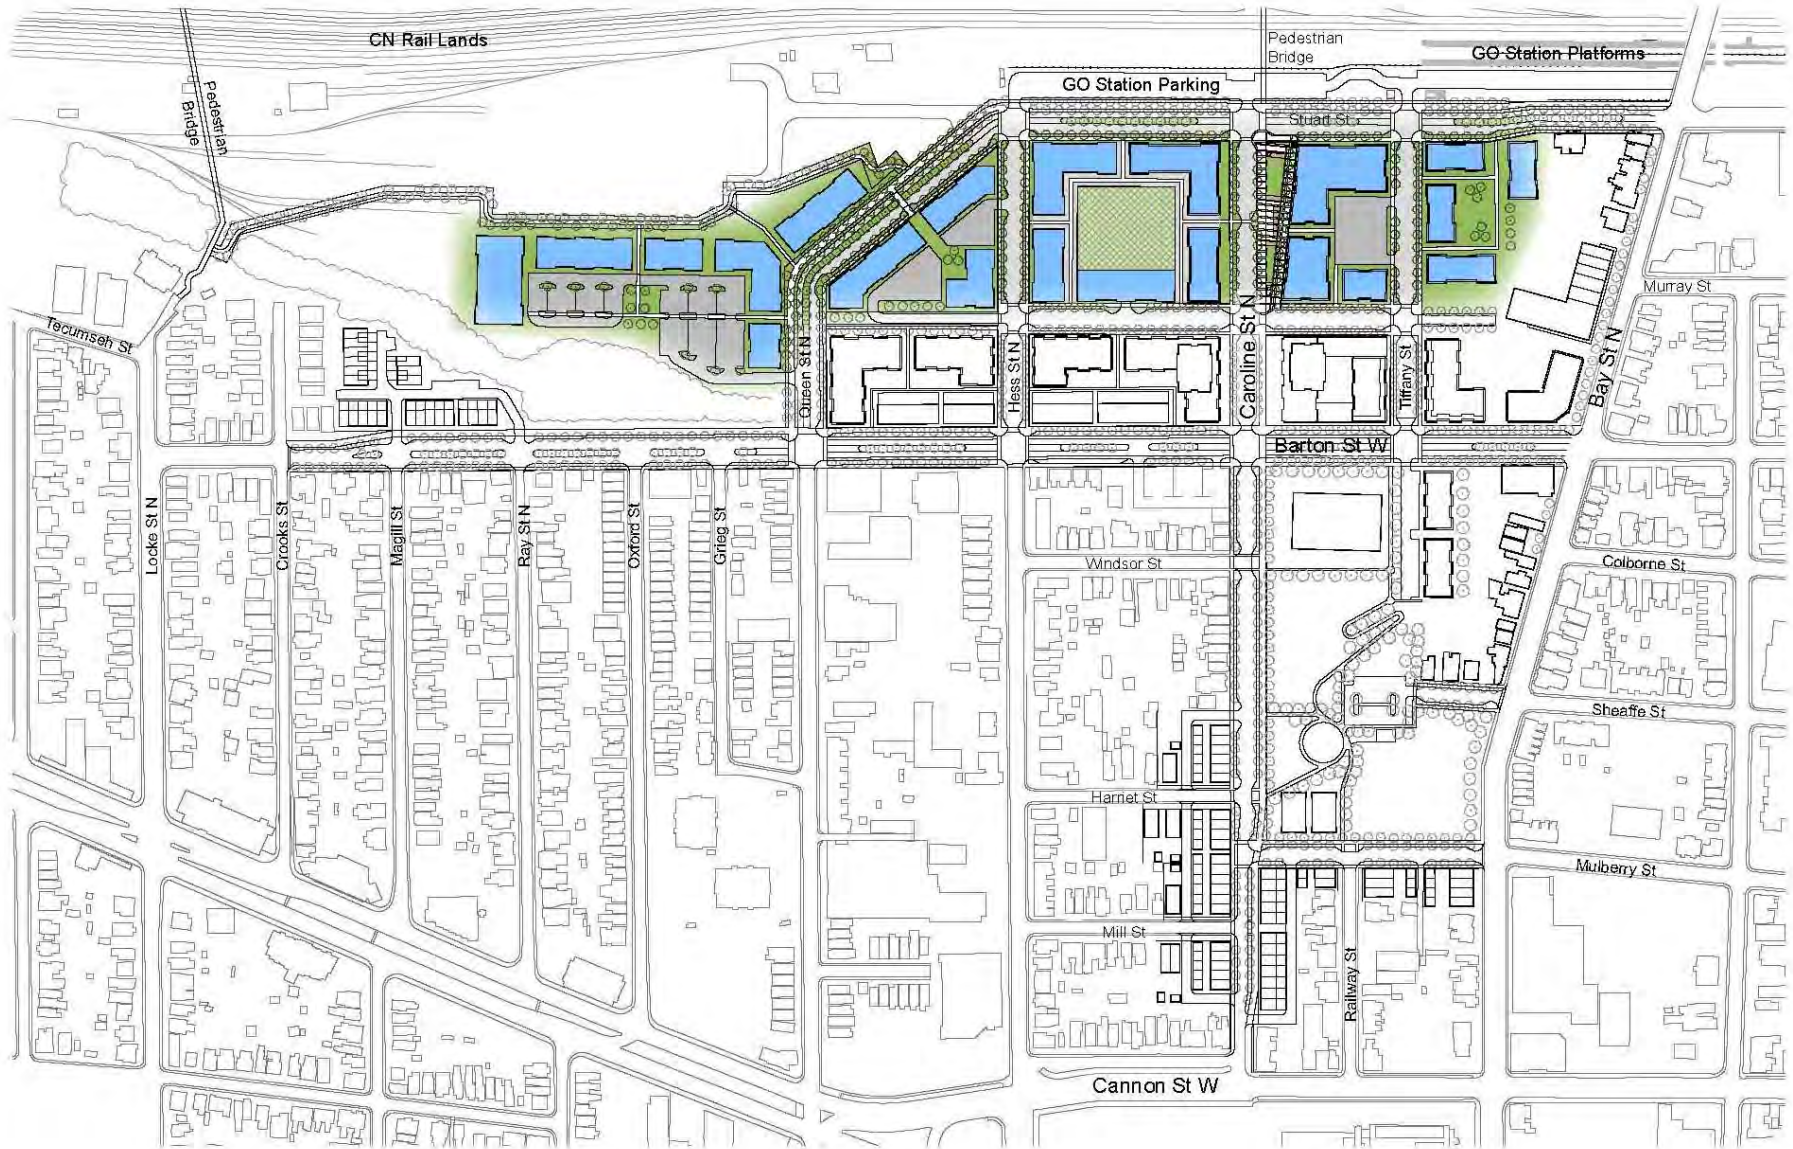 CN Rail Lands
Pedestrian
Bridge
GO Station Platforms
GO Station Parking
Pedestrian
Bridge
Stuart St
Murray St
Tecumseh St
Queen St N
Hess St N
Caroline St N
Tiffany St
Bay St N
Barton St W
Locke St N
Crooks St
Magill St
Ray St N
Oxford St
Grieg St
Windsor St
Colborne St
Sheaffe St
Harriet St
Mulberry St
Mill St
Railway St
Cannon St W